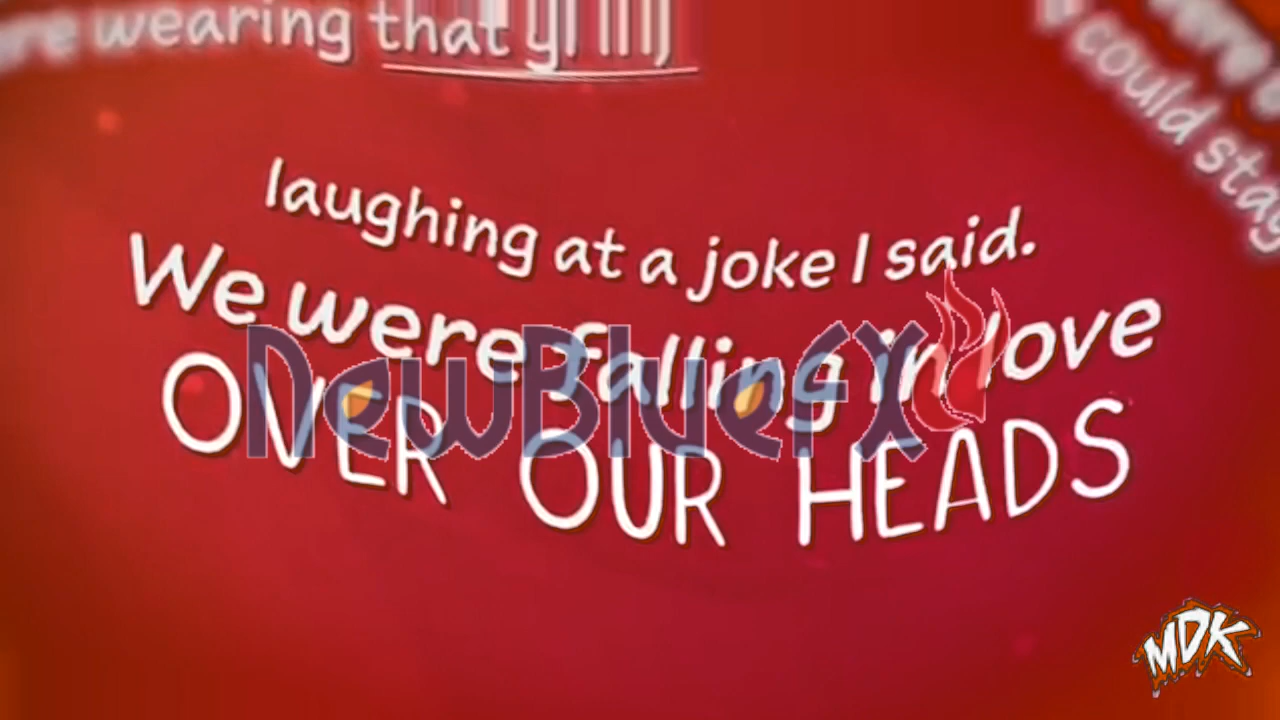 wearing that
could stay
laughing at a joke I said.
We were falling in love
OVER OUR HEADS
NewBlueFX
MDK